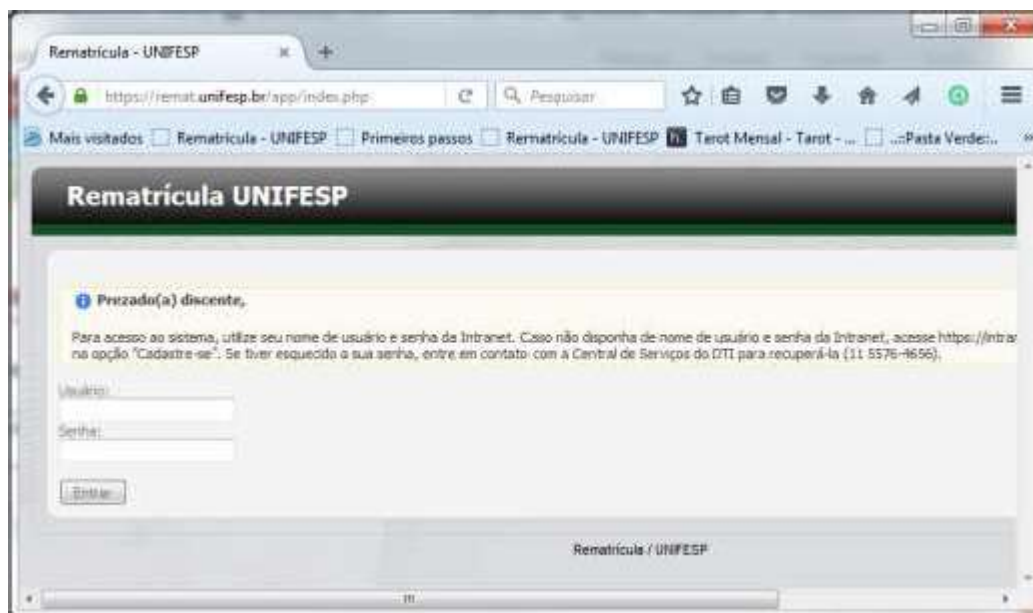 Rematrícula - UNIFESP
https://remat.unifesp.br/app/index.php
Pesquisar
Mais visitados Rematrícula - UNIFESP Primeiros passos Rematrícula - UNIFESP Tarot Mensal - Tarot - ... ..::Pasta Verde::..
Rematrícula UNIFESP
Prezado(a) discente,
Para acesso ao sistema, utilize seu nome de usuário e senha da Intranet. Caso não disponha de nome de usuário e senha da Intranet, acesse https://intra
na opção "Cadastre-se". Se tiver esquecido a sua senha, entre em contato com a Central de Serviços do DTI para recuperá-la (11 5576-4656).
Usuário:
Senha:
Entrar
Rematrícula / UNIFESP